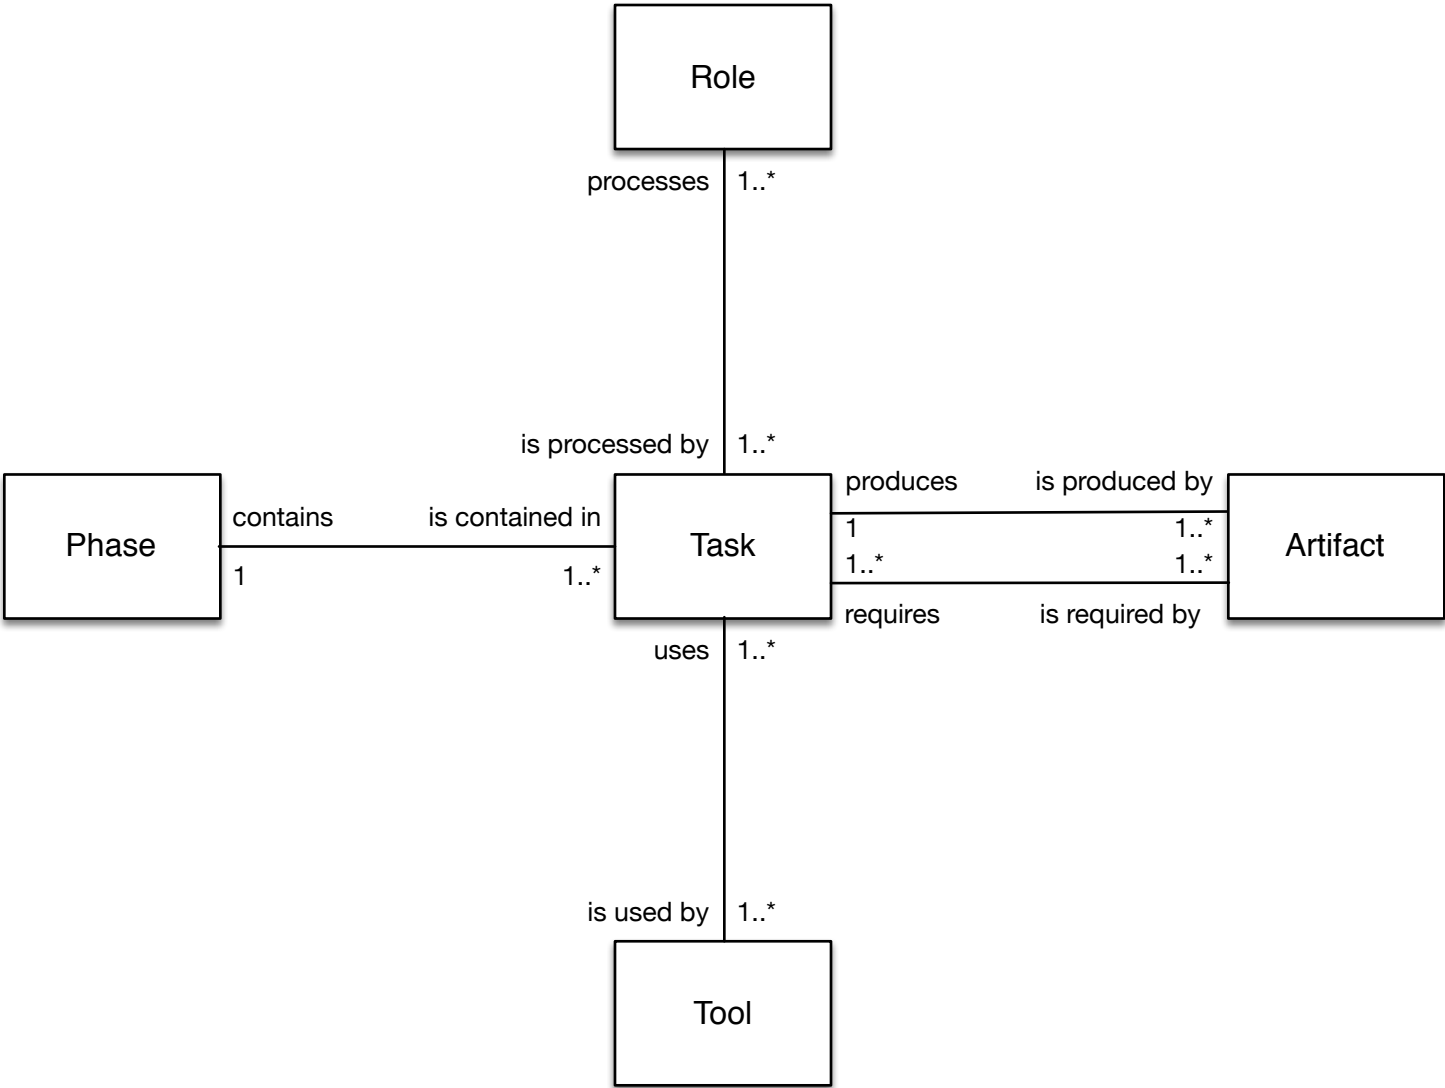 Role
processes 1..*
is processed by 1..*
produces is produced by
contains is contained in
1 1..*
Phase Task Artifact
1..* 1..*
1 1..*
requires is required by
uses 1..*
is used by 1..*
Tool